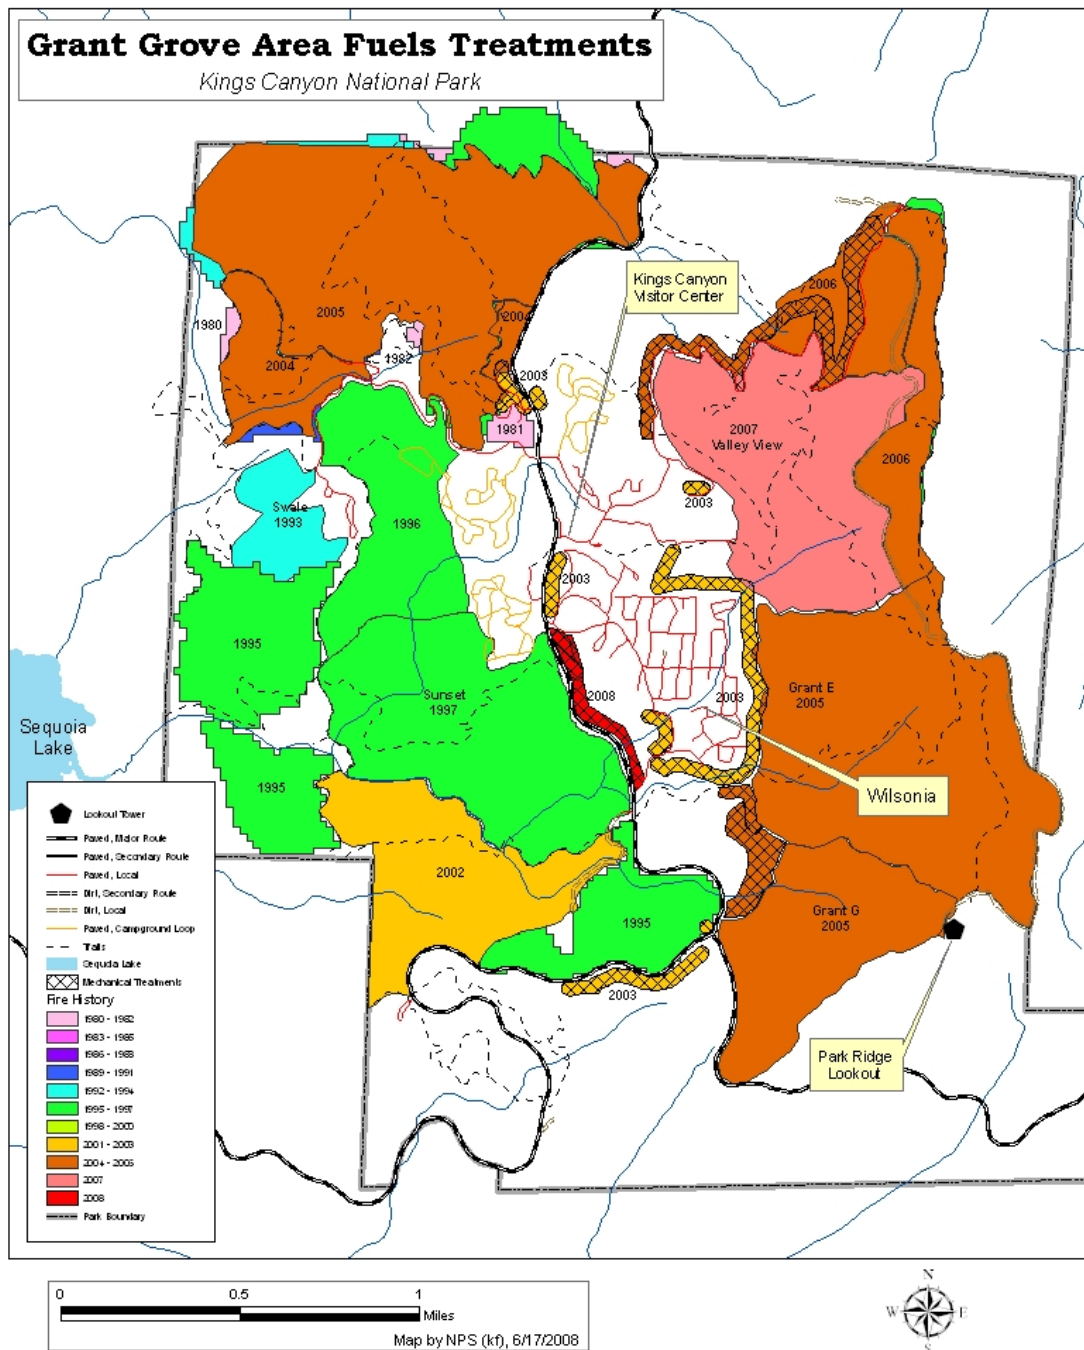 Grant Grove Area Fuels Treatments
Kings Canyon National Park
Kings Canyon
Visitor Center
2006
1980
2005
2004
2004
1982
2003
1981
2007
Valley View
2006
2003
Swale
1993
1996
2003
1995
Sunset
1997
2008
2003
Grant E
2005
Sequoia
Lake
Wilsonia
1995
2002
1995
Grant G
2005
2003
Park Ridge
Lookout
Lookout Tower
Paved, Major Route
Paved, Secondary Route
Paved, Local
Dirt, Secondary Route
Dirt, Local
Paved, Campground Loop
Trails
Sequoia Lake
Mechanical Treatments
Fire History
1980 - 1982
1983 - 1985
1986 - 1988
1989 - 1991
1992 - 1994
1995 - 1997
1998 - 2000
2001 - 2003
2007
2008
Park Boundary
0
0.5
1
Miles
Map by NPS (kf), 6/17/2008
N
W
E
S